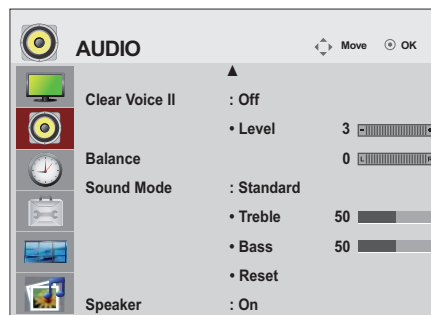 AUDIO Move OK
Clear Voice II : Off
• Level 3 -
Balance 0 L R
Sound Mode : Standard
• Treble 50
• Bass 50
• Reset
Speaker : On